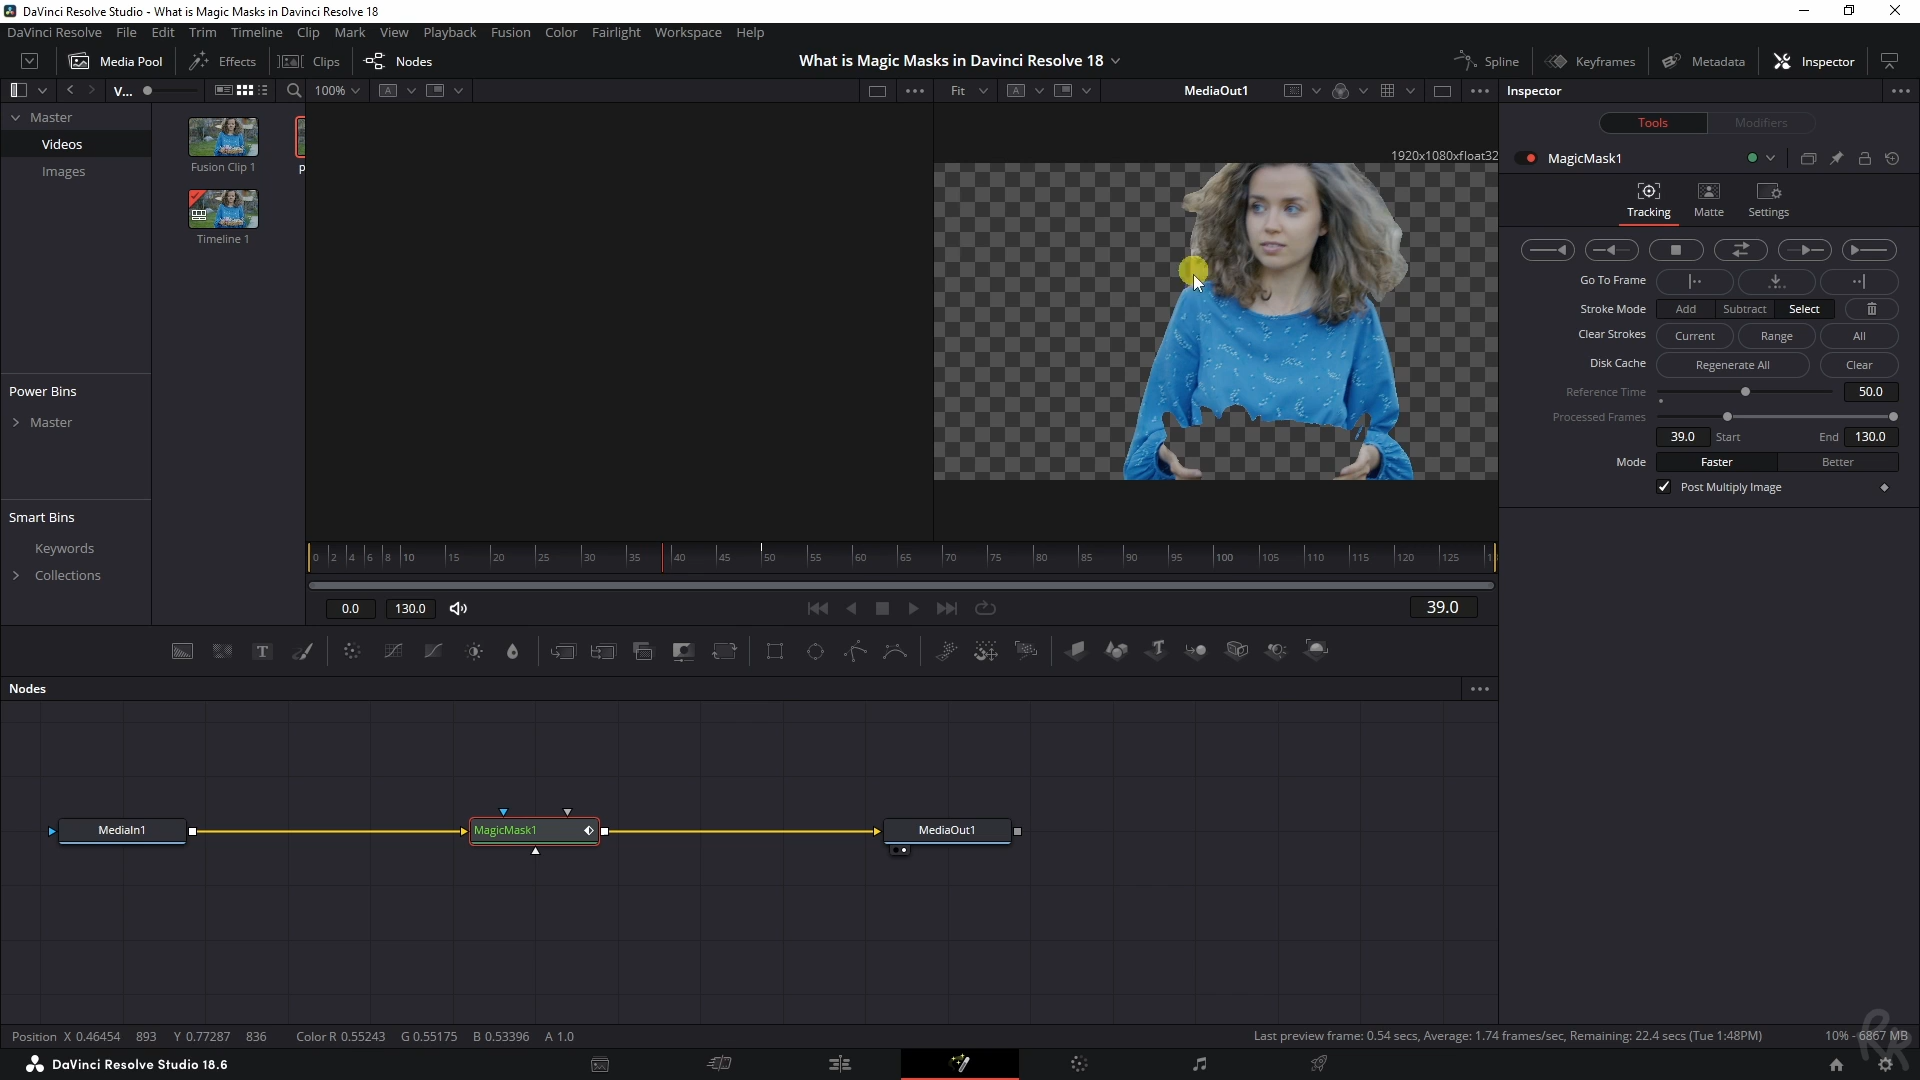 DaVinci Resolve Studio - What is Magic Masks in Davinci Resolve 18
DaVinci Resolve File Edit Trim Timeline Clip Mark View Playback Fusion Color Fairlight Workspace Help
Media Pool Effects Clips Nodes What is Magic Masks in Davinci Resolve 18 Spline Keyframes Metadata Inspector
V... 100% A Fit A MediaOut1 Inspector
Master
Videos
Images
Fusion Clip 1 P
Timeline 1
Power Bins
Master
Smart Bins
Keywords
Collections
1920x1080xfloat32
Tools Modifiers
MagicMask1
Tracking Matte Settings
Go To Frame
Stroke Mode Add Subtract Select
Clear Strokes Current Range All
Disk Cache Regenerate All Clear
Reference Time 50.0
Processed Frames
39.0 Start End 130.0
Mode Faster Better
Post Multiply Image
0 2 4 6 8 10 15 20 25 30 35 40 45 50 55 60 65 70 75 80 85 90 95 100 105 110 115 120 125 1
0.0 130.0 39.0
T T
Nodes
MediaIn1 MagicMask1 MediaOut1
Position X 0.46454 893 Y 0.77287 836 Color R 0.55243 G 0.55175 B 0.53396 A 1.0 Last preview frame: 0.54 secs, Average: 1.74 frames/sec, Remaining: 22.4 secs (Tue 1:48PM) 10% - 6867 MB
DaVinci Resolve Studio 18.6